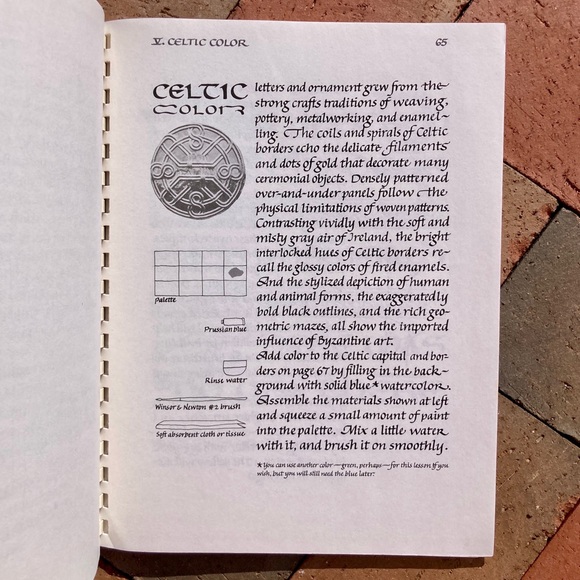 V. CELTIC COLOR 65
CELTIC
COLOR
letters and ornament grew from the
strong crafts traditions of weaving,
pottery, metalworking, and enamel-
ling. The coils and spirals of Celtic
borders echo the delicate filaments
and dots of gold that decorate many
ceremonial objects. Densely patterned
over-and-under panels follow the
physical limitations of woven patterns.
Contrasting vividly with the soft and
misty gray air of Ireland, the bright
interlocked hues of Celtic borders re-
call the glossy colors of fired enamels.
And the stylized depiction of human
and animal forms, the exaggeratedly
bold black outlines, and the rich geo-
metric mazes, all show the imported
influence of Byzantine art.
Add color to the Celtic capital and bor-
ders on page 67 by filling in the back-
ground with solid blue* watercolor.
Assemble the materials shown at left
and squeeze a small amount of paint
into the palette. Mix a little water
with it, and brush it on smoothly.
Palette
Prussian blue
Rinse water
Winsor & Newton #2 brush
Soft absorbent cloth or tissue
*You can use another color—green, perhaps—for this lesson if you
wish, but you will still need the blue later.